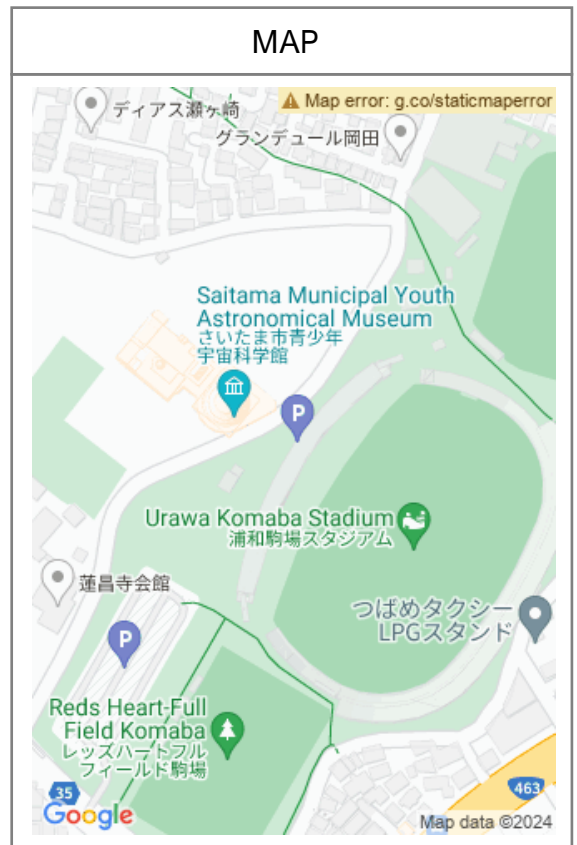 MAP
ディアス瀬ヶ崎
Map error: g.co/staticmaperror
グランデュール岡田
Saitama Municipal Youth
Astronomical Museum
さいたま市青少年
宇宙科学館
P
Urawa Komaba Stadium
浦和駒場スタジアム
蓮昌寺会館
つばめタクシー
LPGスタンド
P
Reds Heart-Full
Field Komaba
レッズハートフル
フィールド駒場
35
463
Google
Map data ©2024